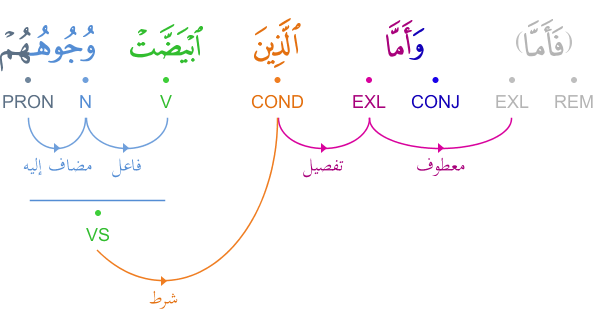 (فَأَمَّا) وَأَمَّا ٱلَّذِينَ ٱبْيَضَّتْ وُجُوهُهُمْ
PRON N V COND EXL CONJ EXL REM
مضاف إليه فاعل تفصيل معطوف
VS
شرط